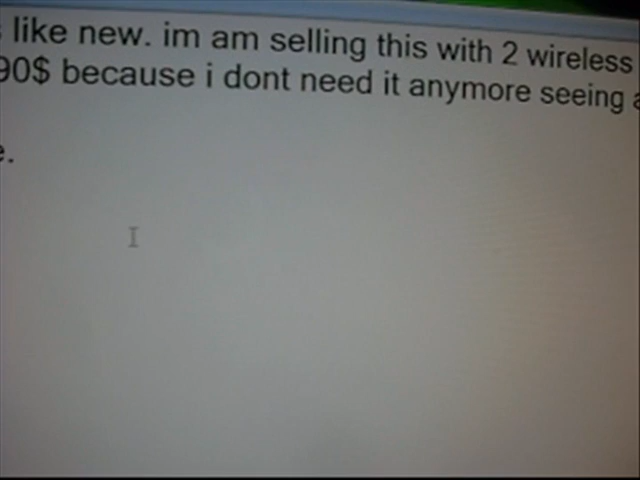 like new. im am selling this with 2 wireless
90$ because i dont need it anymore seeing